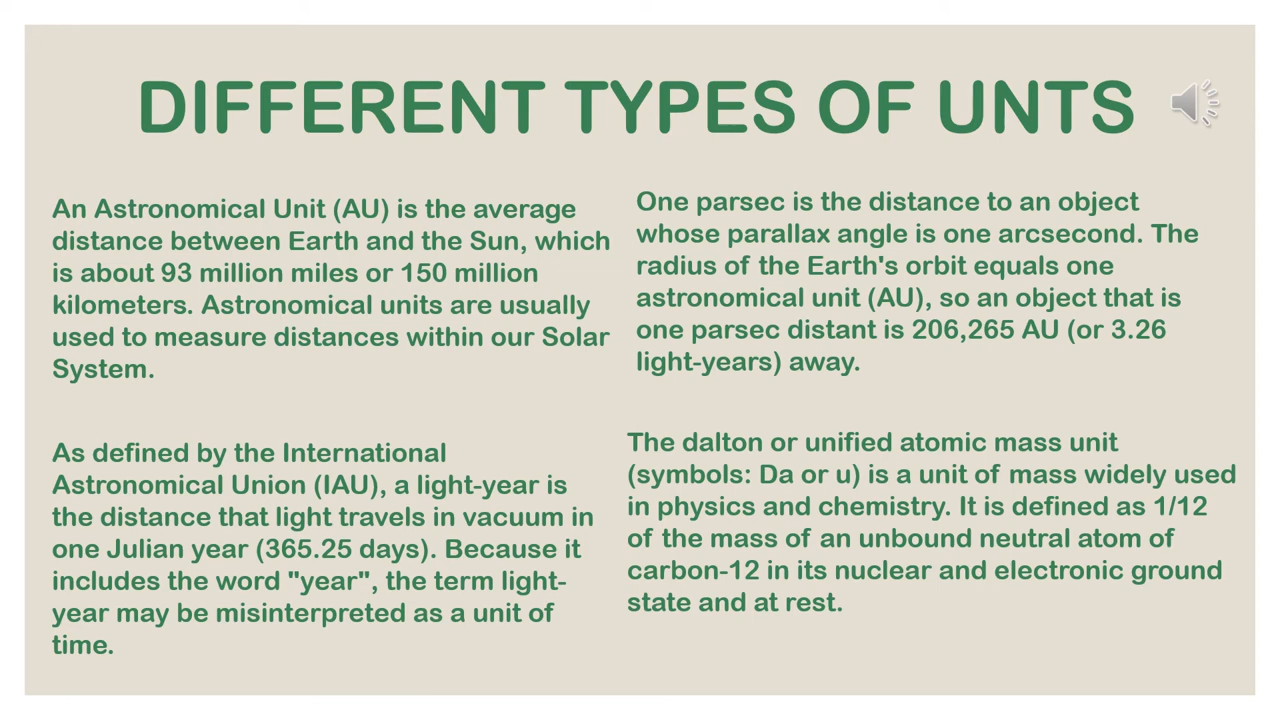 DIFFERENT TYPES OF UNTS
An Astronomical Unit (AU) is the average
distance between Earth and the Sun, which
is about 93 million miles or 150 million
kilometers. Astronomical units are usually
used to measure distances within our Solar
System.
One parsec is the distance to an object
whose parallax angle is one arcsecond. The
radius of the Earth's orbit equals one
astronomical unit (AU), so an object that is
one parsec distant is 206,265 AU (or 3.26
light-years) away.
As defined by the International
Astronomical Union (IAU), a light-year is
the distance that light travels in vacuum in
one Julian year (365.25 days). Because it
includes the word "year", the term light-
year may be misinterpreted as a unit of
time.
The dalton or unified atomic mass unit
(symbols: Da or u) is a unit of mass widely used
in physics and chemistry. It is defined as 1/12
of the mass of an unbound neutral atom of
carbon-12 in its nuclear and electronic ground
state and at rest.